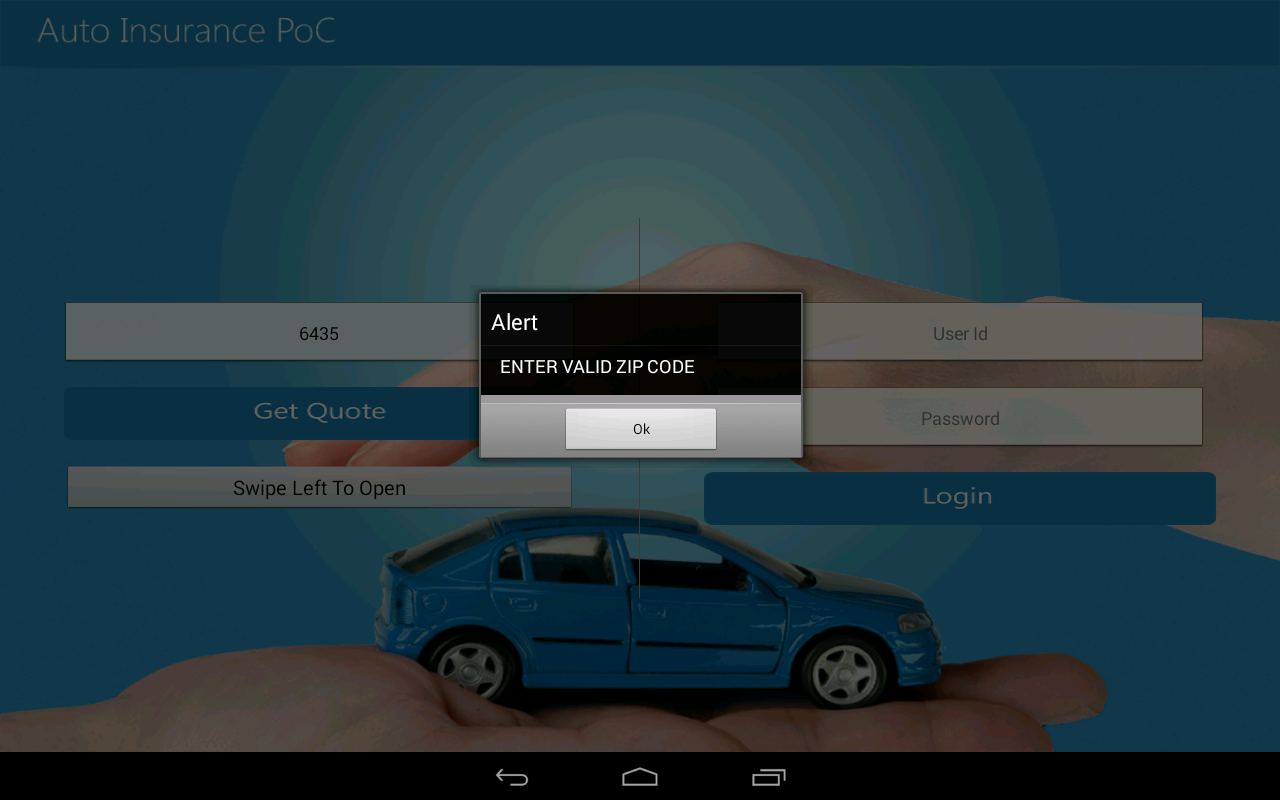 Auto Insurance PoC
6435
Get Quote
Swipe Left To Open
Alert
ENTER VALID ZIP CODE
Ok
User Id
Password
Login